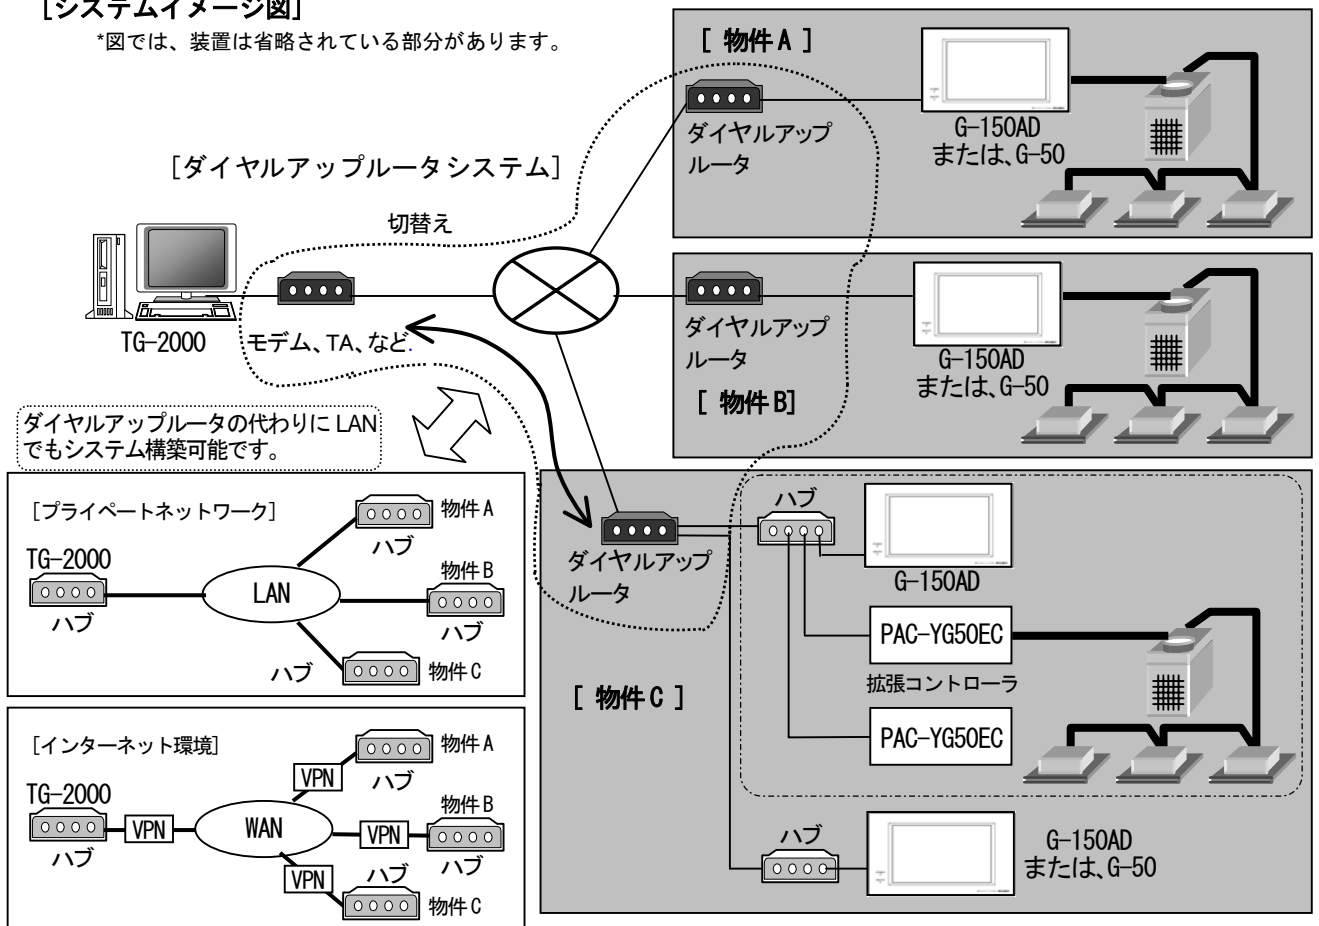 [システムイメージ図]
*図では、装置は省略されている部分があります。
[ダイヤルアップルータシステム]
切替え
TG-2000
モデム、TA、など.
[ 物件A ]
ダイヤルアップ
ルータ
G-150AD
または、G-50
ダイヤルアップ
ルータ
[ 物件B]
G-150AD
または、G-50
ダイヤルアップルータの代わりに LAN
でもシステム構築可能です。
[プライベートネットワーク]
TG-2000
ハブ
LAN
物件A
ハブ
物件B
ハブ
ハブ
物件C
[インターネット環境]
TG-2000
ハブ
VPN
WAN
VPN
物件A
ハブ
VPN
物件B
ハブ
VPN
ハブ
物件C
ダイヤルアップ
ルータ
[ 物件C ]
ハブ
G-150AD
PAC-YG50EC
拡張コントローラ
PAC-YG50EC
ハブ
G-150AD
または、G-50